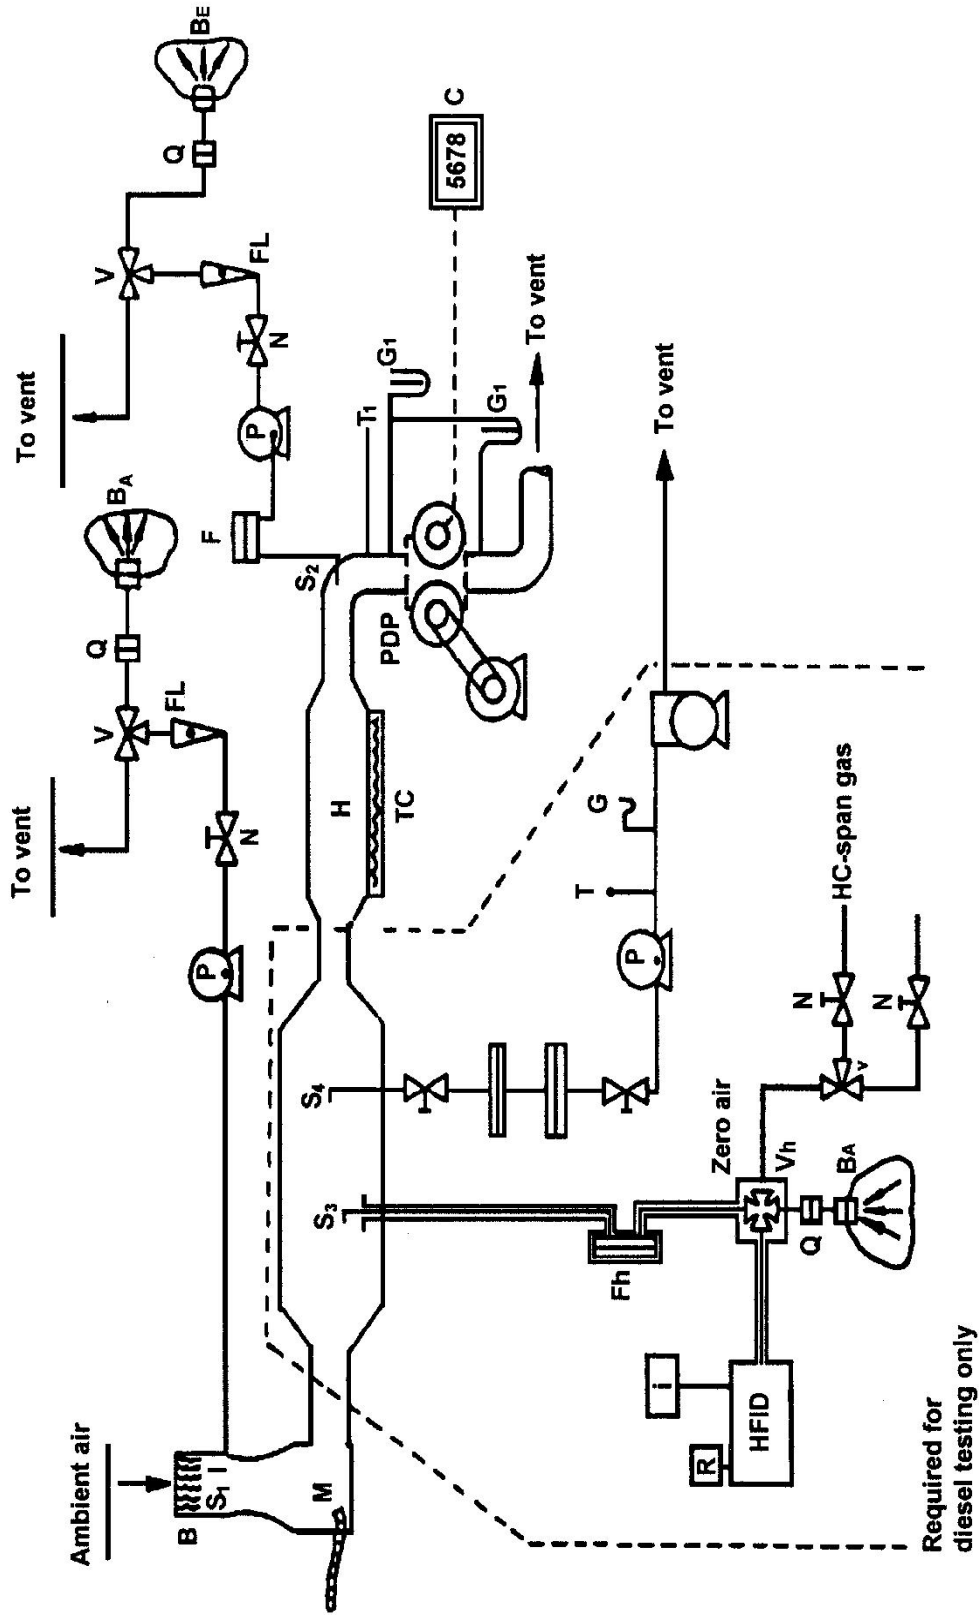 Ambient air
B
S1
I
M
To vent
V
Q
BA
FL
N
P
To vent
V
Q
BE
FL
N
P
F
S2
T1
G1
G1
C
5678
PDP
To vent
H
TC
S4
S3
T
G
P
To vent
Fh
Zero air
Vh
Q
BA
N
N
v
HC-span gas
R
i
HFID
Required for
diesel testing only